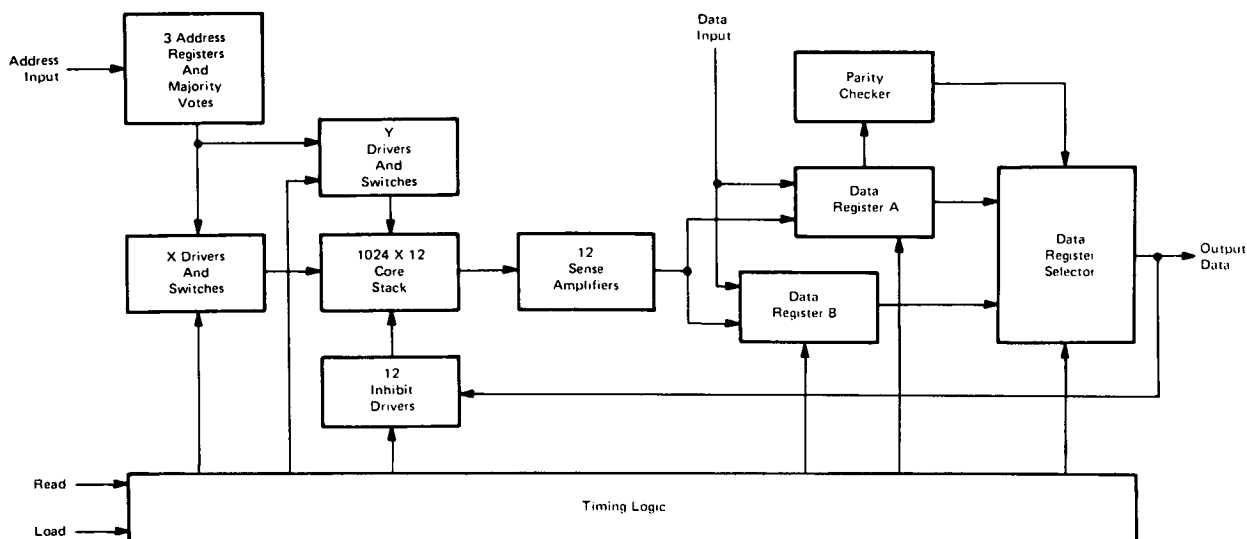 3 Address
Registers
And
Majority
Votes
Address
Input
Data
Input
Parity
Checker
Y
Drivers
And
Switches
Data
Register A
X Drivers
And
Switches
1024 X 12
Core
Stack
12
Sense
Amplifiers
Data
Register B
Data
Register
Selector
Output
Data
12
Inhibit
Drivers
Read
Timing Logic
Load